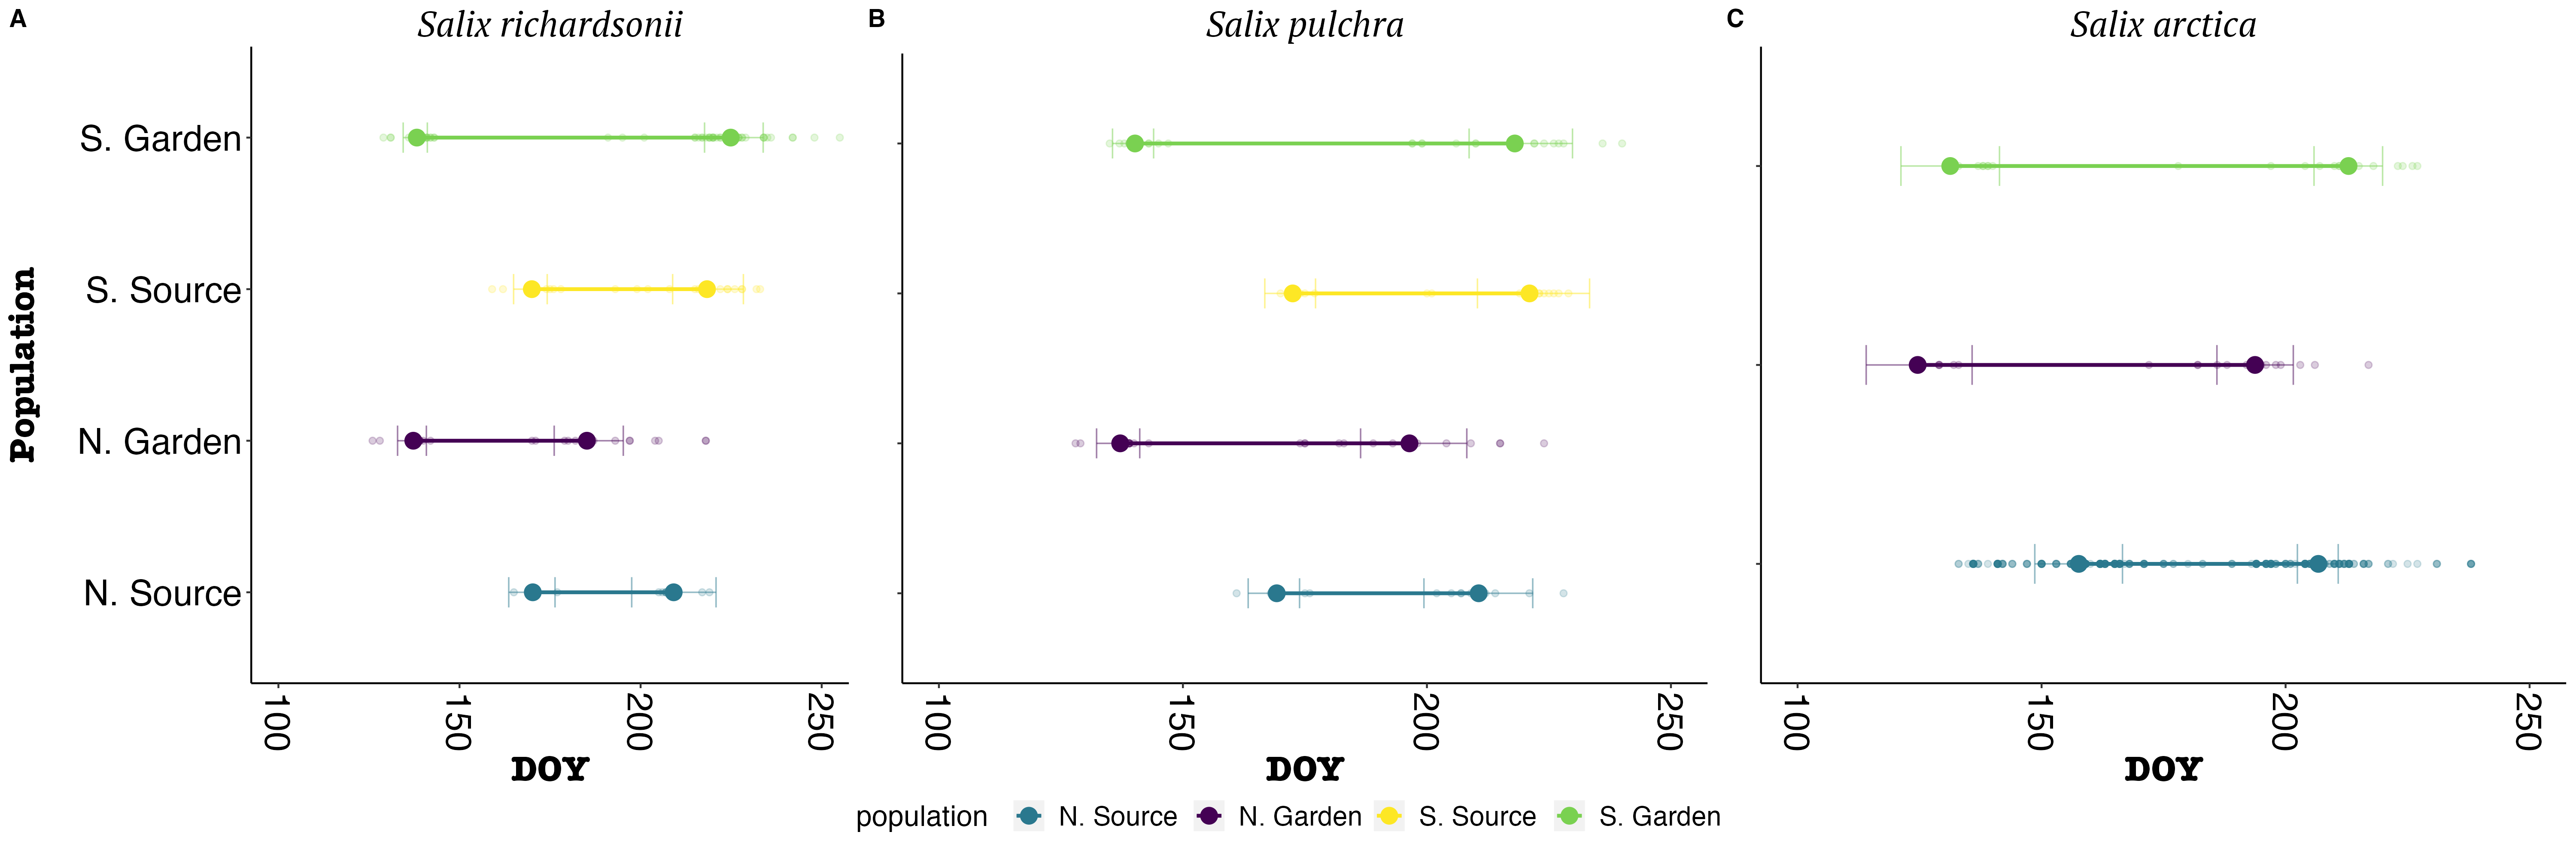 A
Salix richardsonii
B
Salix pulchra
C
Salix arctica
Population
S. Garden
S. Source
N. Garden
N. Source
100 150 200 250
100 150 200 250
100 150 200 250
DOY
DOY
DOY
population N. Source N. Garden S. Source S. Garden